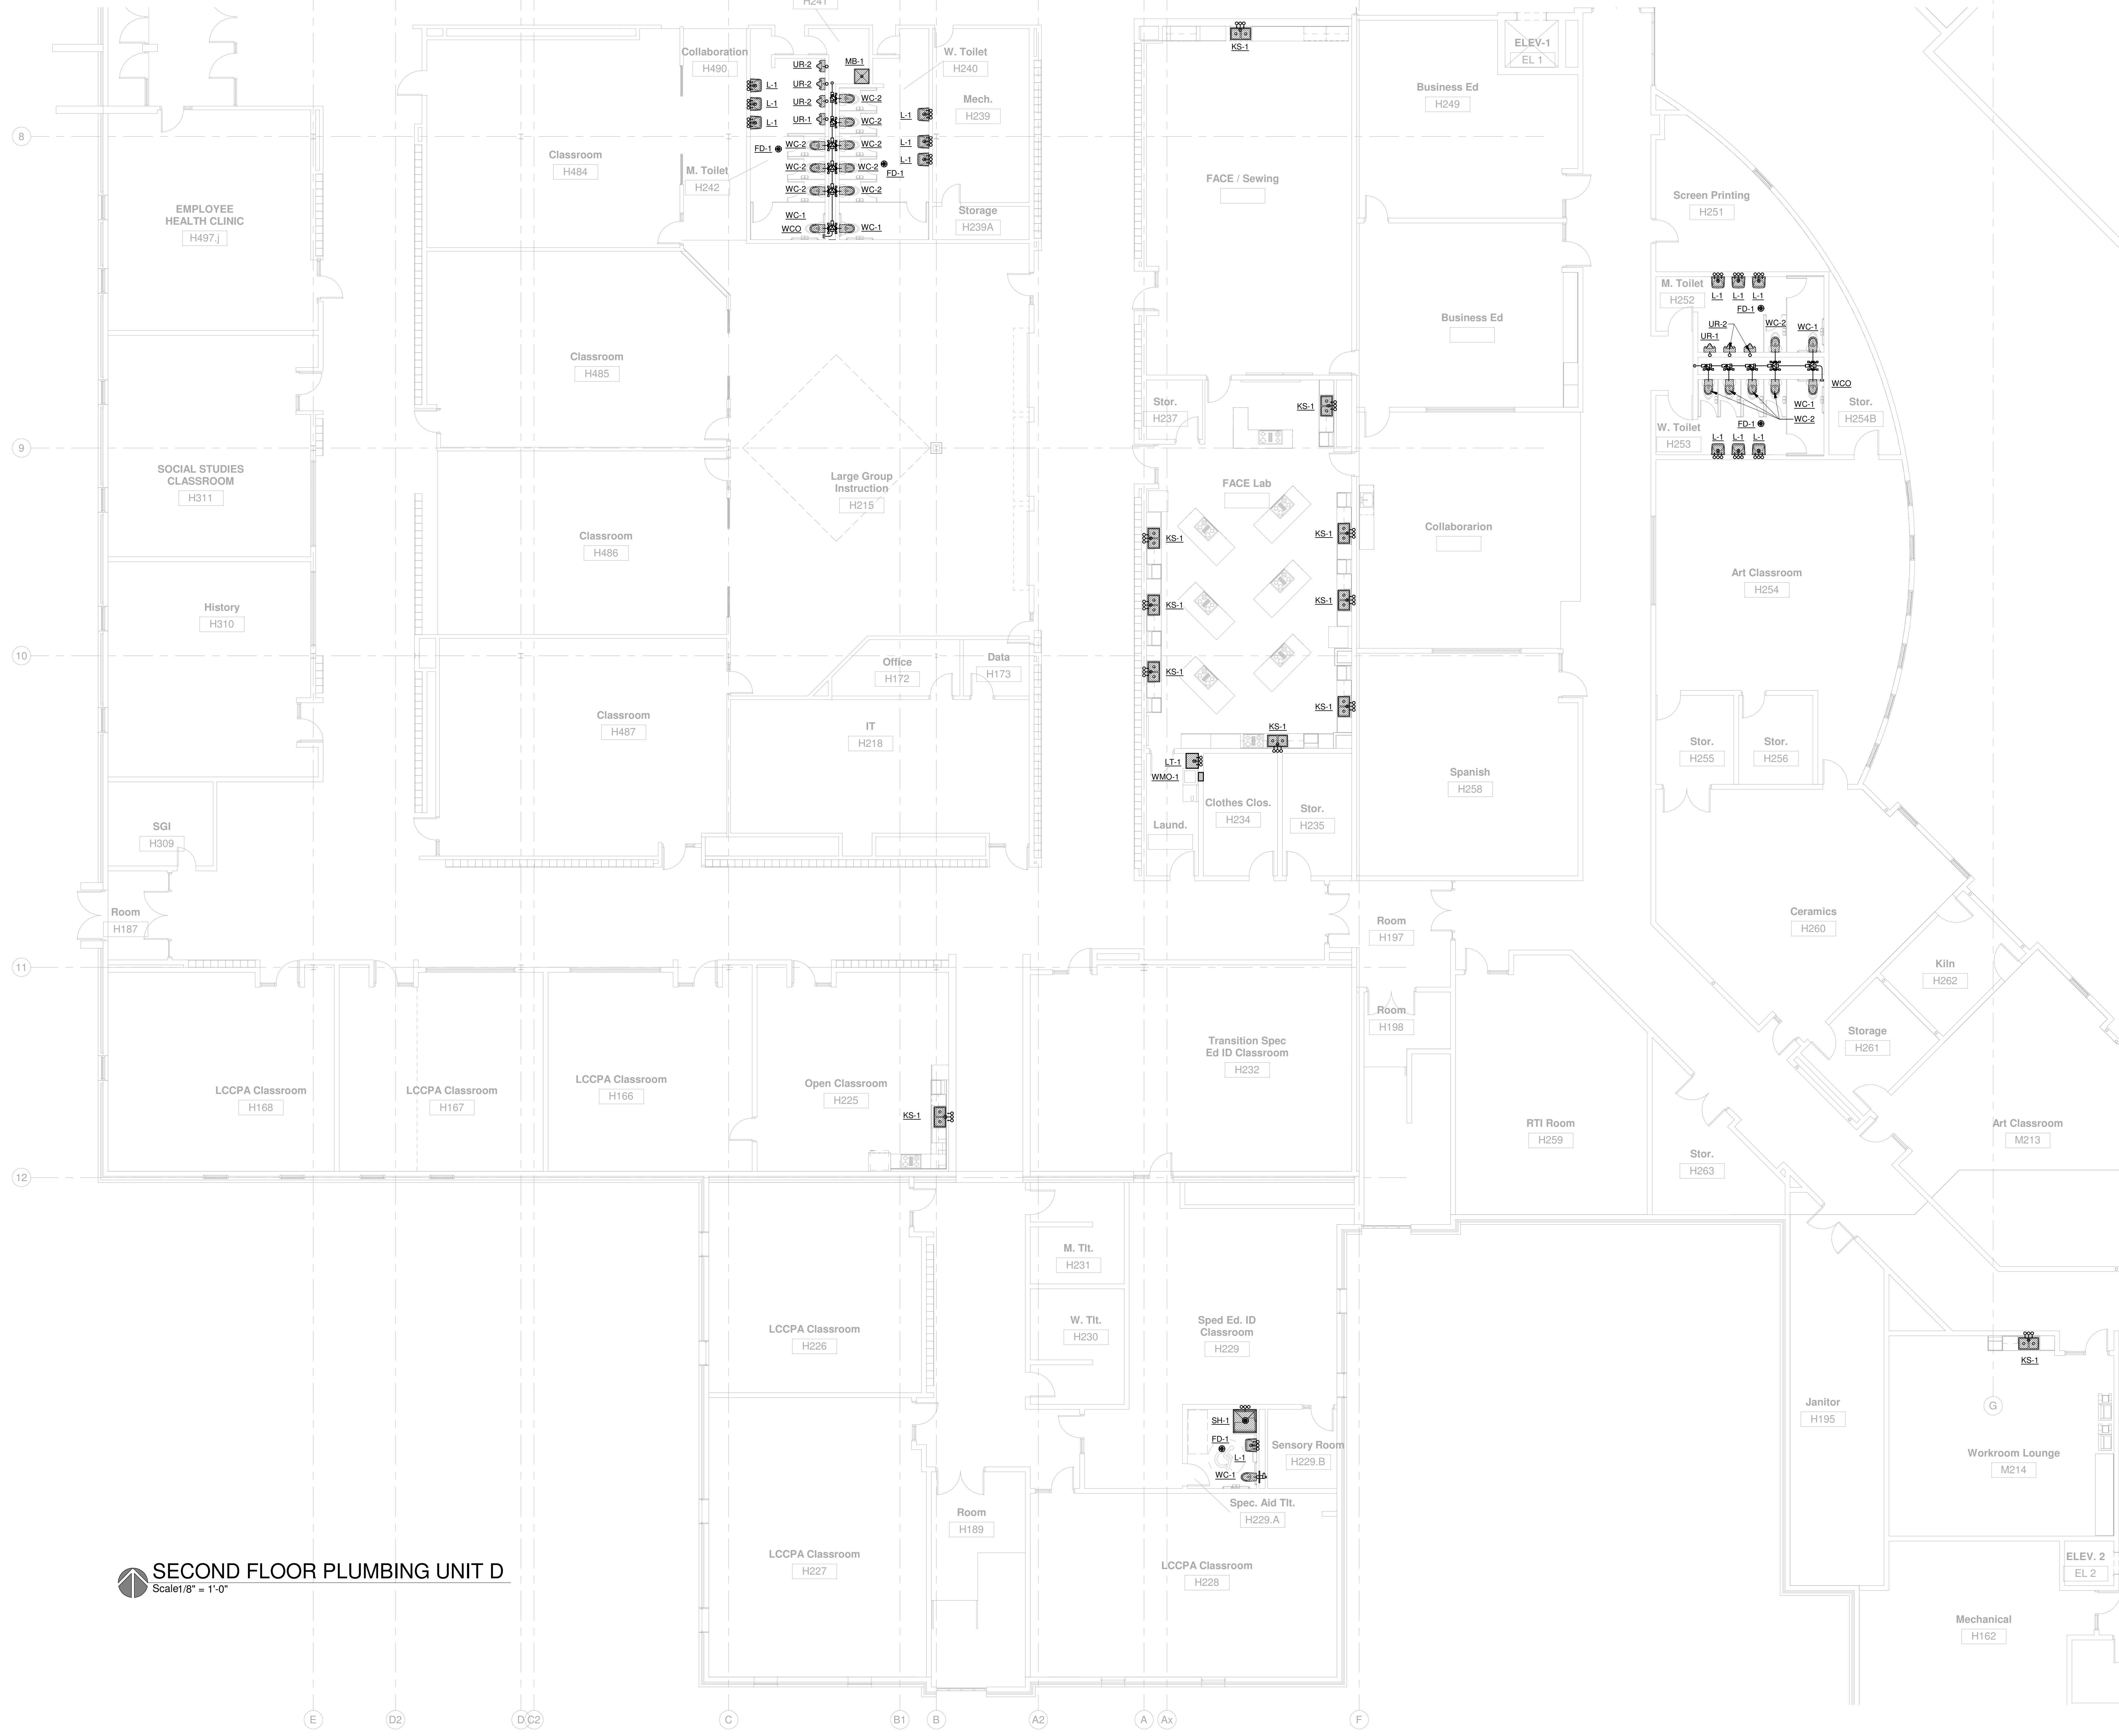 H241
Collaboration
H490
UR-2
MB-1
W. Toilet
H240
L-1
UR-2
WC-2
Mech.
H239
L-1
UR-2
L-1
L-1
UR-1
WC-2
FD-1
WC-2
WC-2
L-1
M. Toilet
H242
WC-2
WC-2
FD-1
L-1
WC-2
WC-2
WC-1
WCO
WC-1
Storage
H239A
KS-1
ELEV-1
EL 1
Business Ed
H249
8
Classroom
H484
EMPLOYEE
HEALTH CLINIC
H497.j
FACE / Sewing
Screen Printing
H251
M. Toilet
H252
L-1
L-1
L-1
FD-1
UR-2
UR-1
WC-2
WC-1
WCO
WC-1
WC-2
FD-1
W. Toilet
H253
L-1
L-1
L-1
Stor.
H254B
Business Ed
Classroom
H485
Stor.
H237
KS-1
9
SOCIAL STUDIES
CLASSROOM
H311
Large Group
Instruction
H215
FACE Lab
Collaborarion
Classroom
H486
KS-1
KS-1
KS-1
KS-1
KS-1
KS-1
KS-1
Art Classroom
H254
History
H310
10
Office
H172
Data
H173
Classroom
H487
IT
H218
LT-1
WMO-1
Laund.
Clothes Clos.
H234
Stor.
H235
Spanish
H258
Stor.
H255
Stor.
H256
SGI
H309
Room
H187
Room
H197
Ceramics
H260
11
Kiln
H262
Room
H198
Storage
H261
Transition Spec
Ed ID Classroom
H232
LCCPA Classroom
H168
LCCPA Classroom
H167
LCCPA Classroom
H166
Open Classroom
H225
KS-1
RTI Room
H259
Art Classroom
M213
Stor.
H263
12
M. Tlt.
H231
LCCPA Classroom
H226
W. Tlt.
H230
Sped Ed. ID
Classroom
H229
KS-1
G
Janitor
H195
SH-1
FD-1
L-1
WC-1
Sensory Room
H229.B
Workroom Lounge
M214
Spec. Aid Tlt.
H229.A
Room
H189
LCCPA Classroom
H227
LCCPA Classroom
H228
ELEV. 2
EL 2
Mechanical
H162
SECOND FLOOR PLUMBING UNIT D
Scale1/8" = 1'-0"
E
D2
D
C2
C
B1
B
A2
A
Ax
F